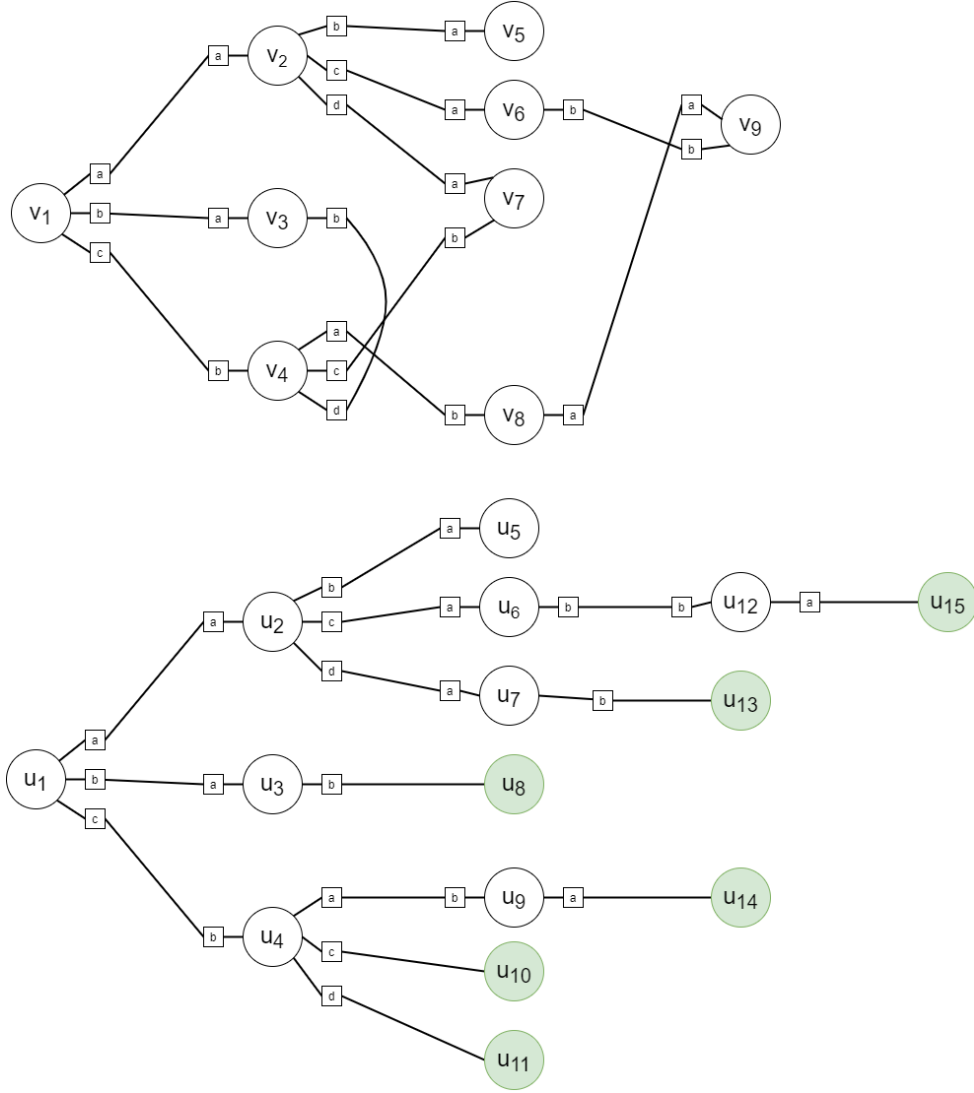 b a v5
a v2 c
a v6 b a
d v9
b
a a v7
v1 b a v3 b b
c
a
b v4 c
d b v8 a
a u5
b
a u2 c a u6 b b u12 a u15
d a u7 b u13
a
u1 b a u3 b u8
c
a b u9 a u14
b u4 c
u10
d
u11